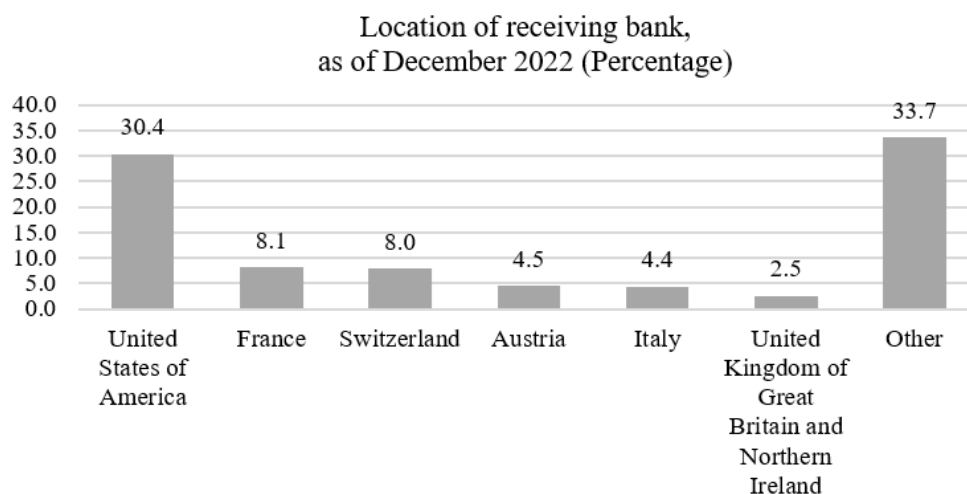 Location of receiving bank,
as of December 2022 (Percentage)
40.0
35.0
30.0
25.0
20.0
15.0
10.0
5.0
0.0
30.4
8.1
8.0
4.5
4.4
2.5
33.7
United
States of
America
France
Switzerland
Austria
Italy
United
Kingdom of
Great
Britain and
Northern
Ireland
Other